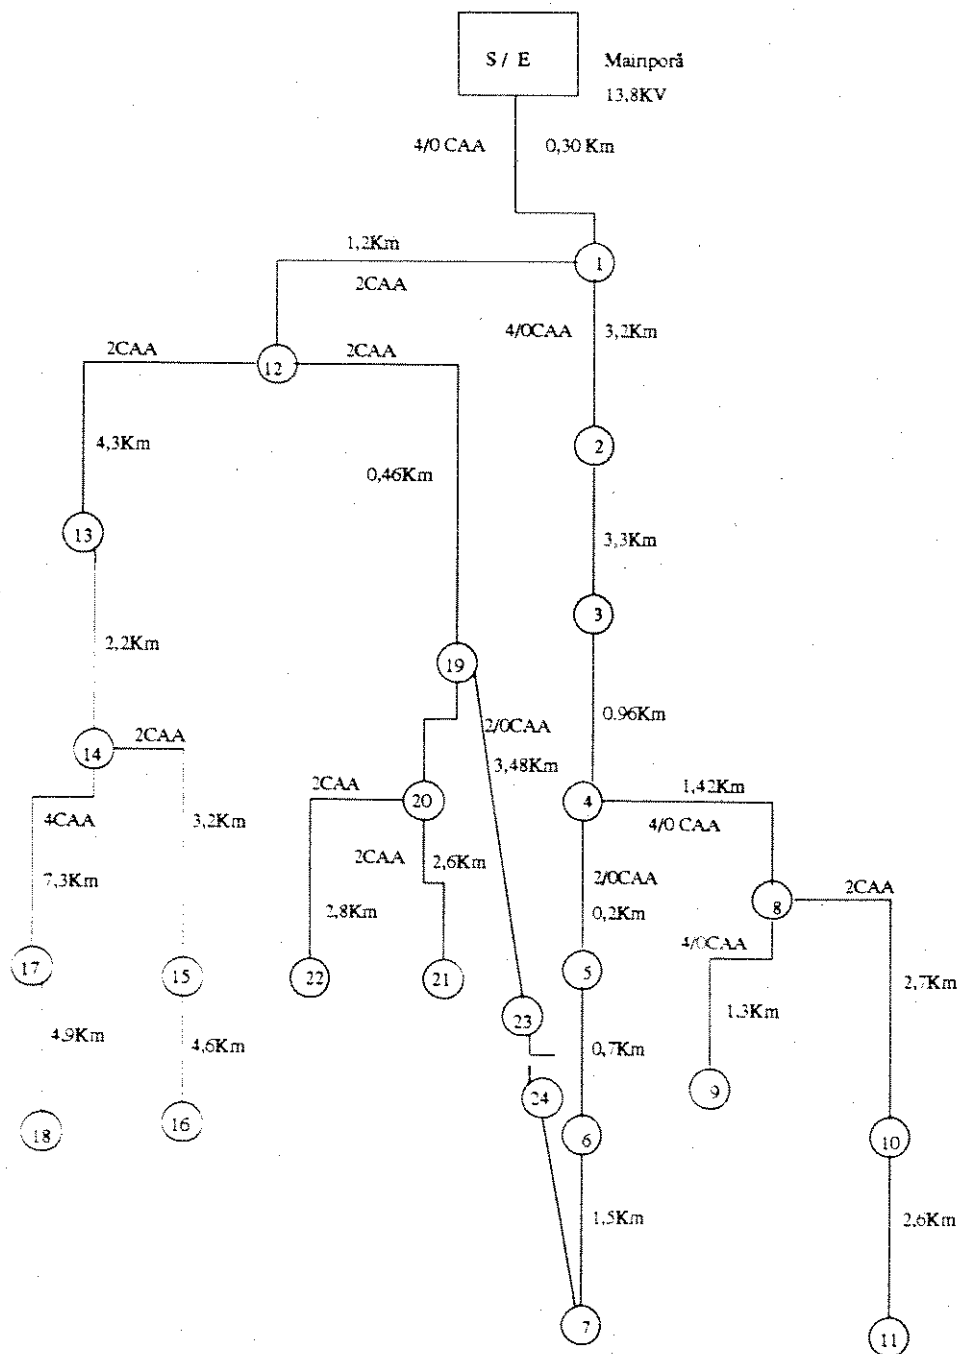 S / E Mairiporã
13,8KV
4/0 CAA 0,30 Km
1,2Km
1
2CAA
4/0CAA 3,2Km
2CAA 2CAA
12
4,3Km
2
0,46Km
13
3,3Km
3
2,2Km
19
0.96Km
2/0CAA
14 2CAA
3,48Km
2CAA 20 4 1,42Km
4CAA 3,2Km 4/0 CAA
2CAA 2,6Km
7,3Km 2/0CAA 2CAA
2,8Km 0,2Km 8
4/0CAA
17 15 22 21 5
2,7Km
1.3Km
23
4,9Km 4,6Km 0,7Km
24 9
18 16 6 10
1,5Km 2,6Km
7 11